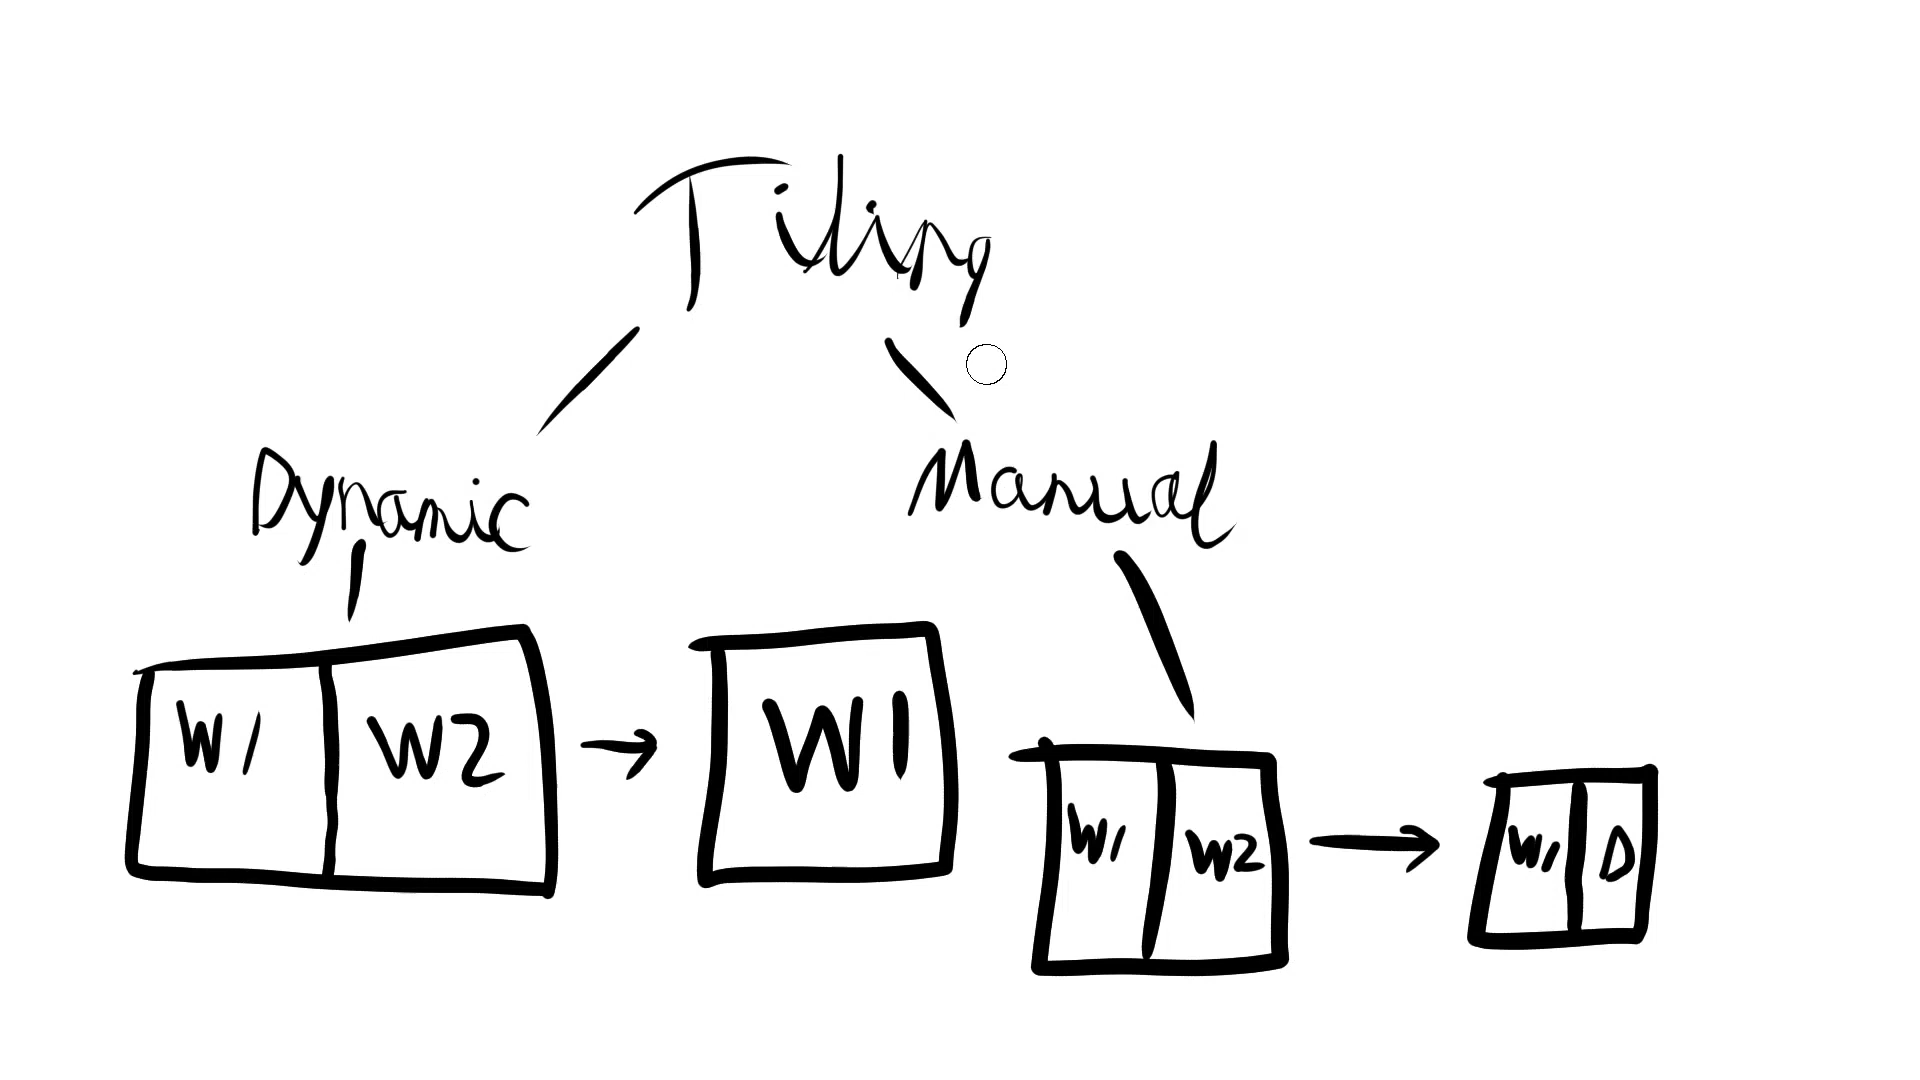 Tiling
Dynamic
Manual
W1 W2
W1
W1 W2
W1 D